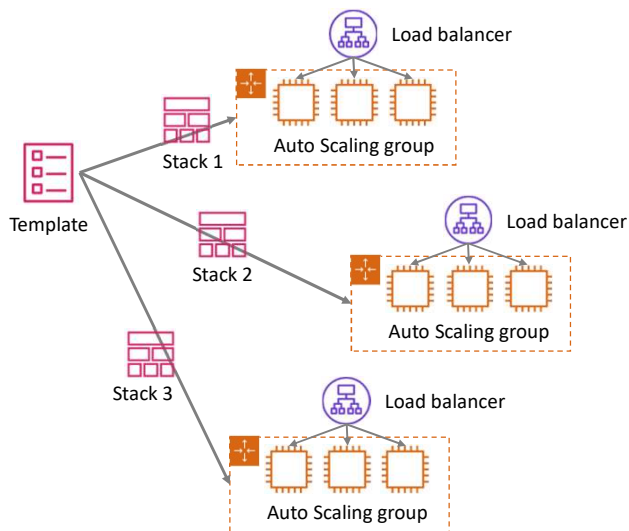 Load balancer
Auto Scaling group
Stack 1
Template
Load balancer
Stack 2
Auto Scaling group
Stack 3
Load balancer
Auto Scaling group